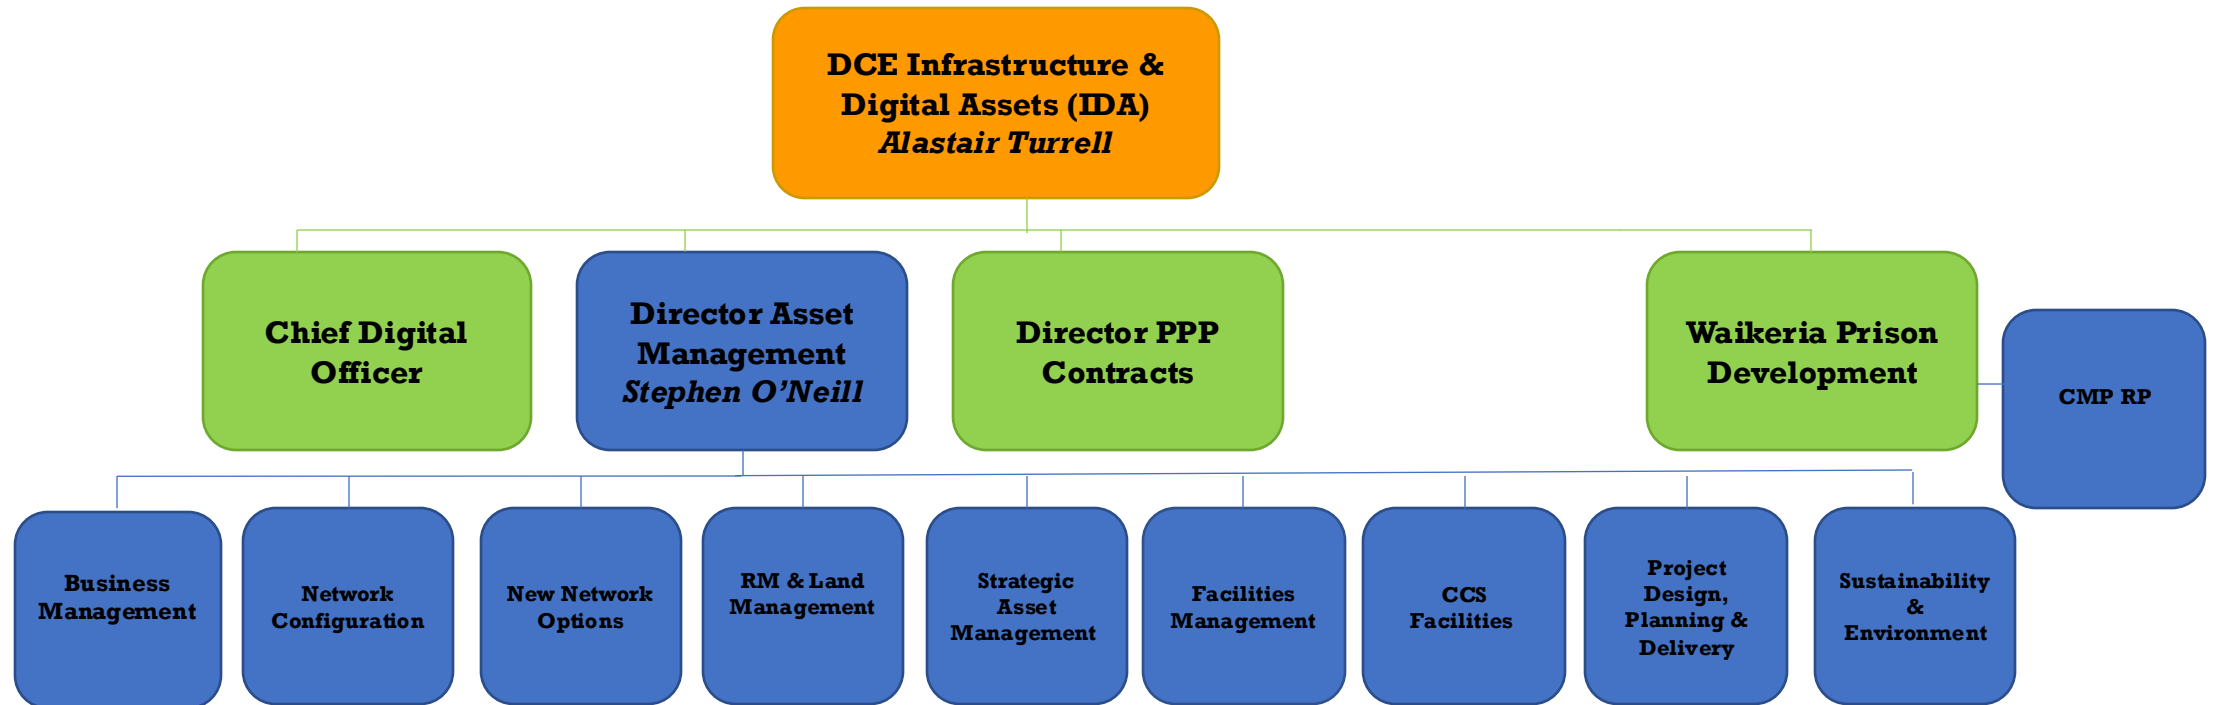 DCE Infrastructure &
Digital Assets (IDA)
Alastair Turrell
Chief Digital
Officer
Director Asset
Management
Stephen O’Neill
Director PPP
Contracts
Waikeria Prison
Development
CMP RP
Business
Management
Network
Configuration
New Network
Options
RM & Land
Management
Strategic
Asset
Management
Facilities
Management
CCS
Facilities
Project
Design,
Planning &
Delivery
Sustainability
&
Environment